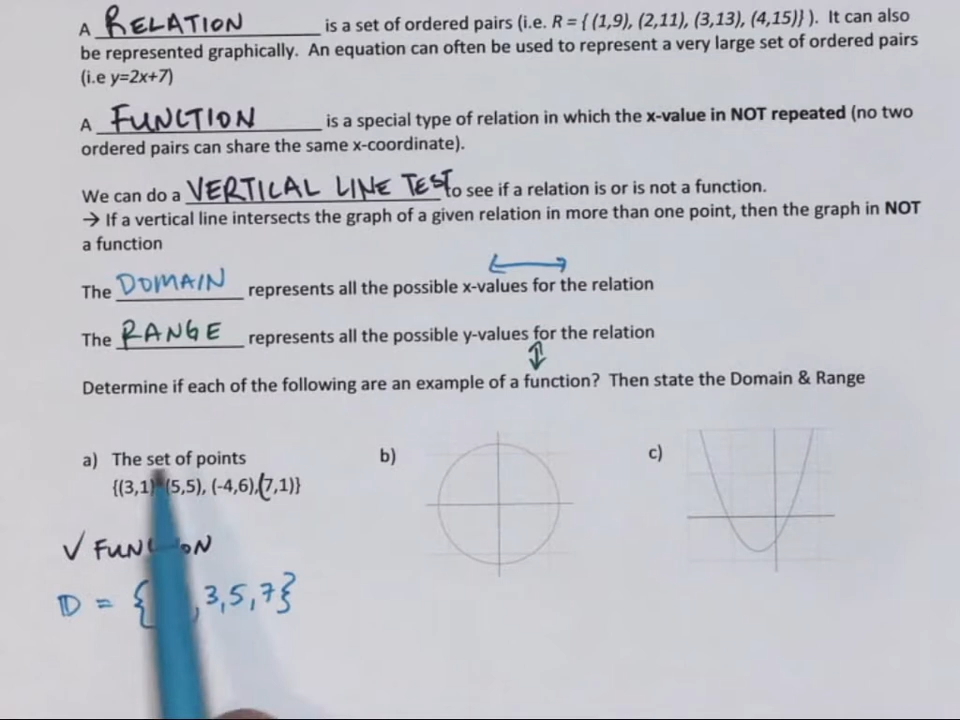 A RELATION is a set of ordered pairs (i.e. R = { (1,9), (2,11), (3,13), (4,15)} ). It can also
be represented graphically. An equation can often be used to represent a very large set of ordered pairs
(i.e y=2x+7)
A FUNCTION is a special type of relation in which the x-value in NOT repeated (no two
ordered pairs can share the same x-coordinate).
We can do a VERTICAL LINE TEST to see if a relation is or is not a function.
→ If a vertical line intersects the graph of a given relation in more than one point, then the graph in NOT
a function
The DOMAIN represents all the possible x-values for the relation
The RANGE represents all the possible y-values for the relation
Determine if each of the following are an example of a function? Then state the Domain & Range
a) The set of points b) c)
{(3,1) (5,5), (-4,6),(7,1)}
✓ FUNCTION
D = { ,3,5,7}